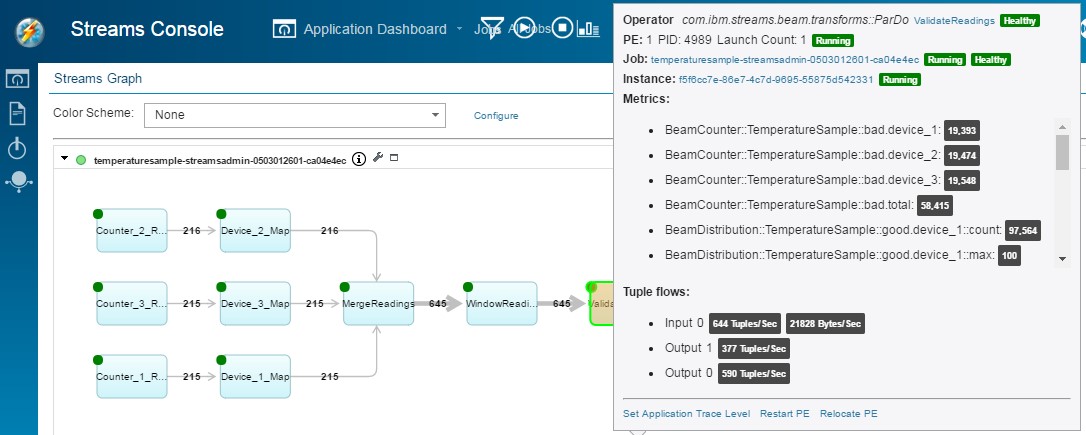 Streams Console
Application Dashboard
Streams Graph
Color Scheme: None Configure
temperaturesample-streamsadmin-0503012601-ca04e4ec
Counter_2_R... 216 Device_2_Map 216
Counter_3_R... 215 Device_3_Map 215 MergeReadings 645 WindowReadi... 645
Counter_1_R... 215 Device_1_Map 215
Operator com.ibm.streams.beam.transforms::ParDo ValidateReadings Healthy
PE: 1 PID: 4989 Launch Count: 1 Running
Job: temperaturesample-streamsadmin-0503012601-ca04e4ec Running Healthy
Instance: f5f6cc7e-86e7-4c7d-9695-55875d542331 Running
Metrics:
BeamCounter::TemperatureSample::bad.device_1: 19,393
BeamCounter::TemperatureSample::bad.device_2: 19,474
BeamCounter::TemperatureSample::bad.device_3: 19,548
BeamCounter::TemperatureSample::bad.total: 58,415
BeamDistribution::TemperatureSample::good.device_1::count: 97,564
BeamDistribution::TemperatureSample::good.device_1::max: 100
Tuple flows:
Input 0 644 Tuples/Sec 21828 Bytes/Sec
Output 1 377 Tuples/Sec
Output 0 590 Tuples/Sec
Set Application Trace Level Restart PE Relocate PE